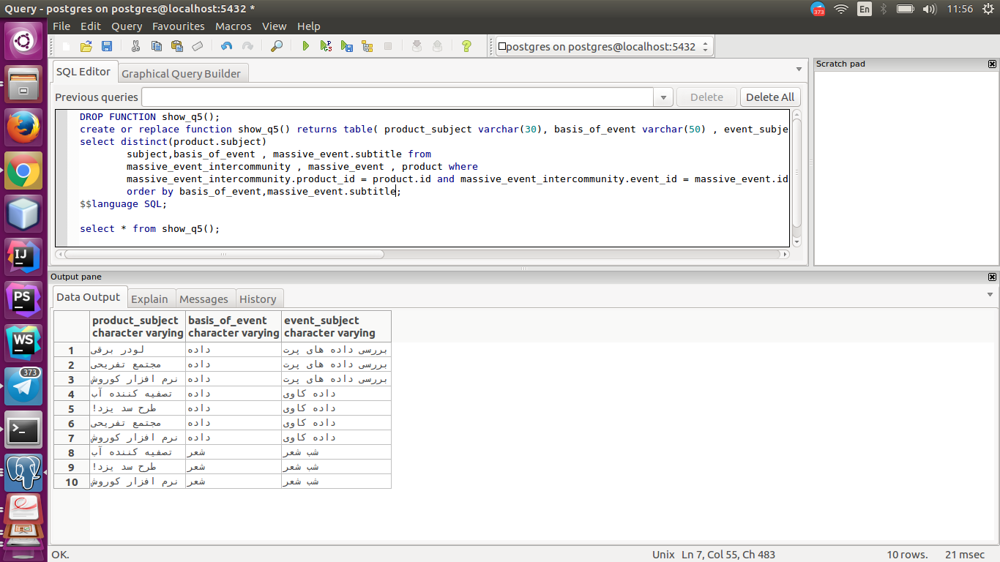 Query - postgres on postgres@localhost:5432 *
373
En
11:56
File Edit Query Favourites Macros View Help
postgres on postgres@localhost:5432
SQL Editor
Graphical Query Builder
Scratch pad
Previous queries
Delete
Delete All
DROP FUNCTION show_q5();
create or replace function show_q5() returns table( product_subject varchar(30), basis_of_event varchar(50) , event_subje
select distinct(product.subject)
subject,basis_of_event , massive_event.subtitle from
massive_event_intercommunity , massive_event , product where
massive_event_intercommunity.product_id = product.id and massive_event_intercommunity.event_id = massive_event.id
order by basis_of_event,massive_event.subtitle;
$$language SQL;
select * from show_q5();
Output pane
Data Output Explain Messages History
product_subject basis_of_event event_subject
character varying character varying character varying
1 لودر برقی داده بررسی داده های پرت
2 مجتمع تفریحی داده بررسی داده های پرت
3 نرم افزار کوروش داده بررسی داده های پرت
4 تصفیه کننده آب داده داده کاوی
5 طرح سد یزد! داده داده کاوی
6 مجتمع تفریحی داده داده کاوی
7 نرم افزار کوروش داده داده کاوی
8 تصفیه کننده آب شعر شب شعر
9 طرح سد یزد! شعر شب شعر
10 نرم افزار کوروش شعر شب شعر
OK.
Unix Ln 7, Col 55, Ch 483
10 rows.
21 msec
IJ
PS
WS
373
>_